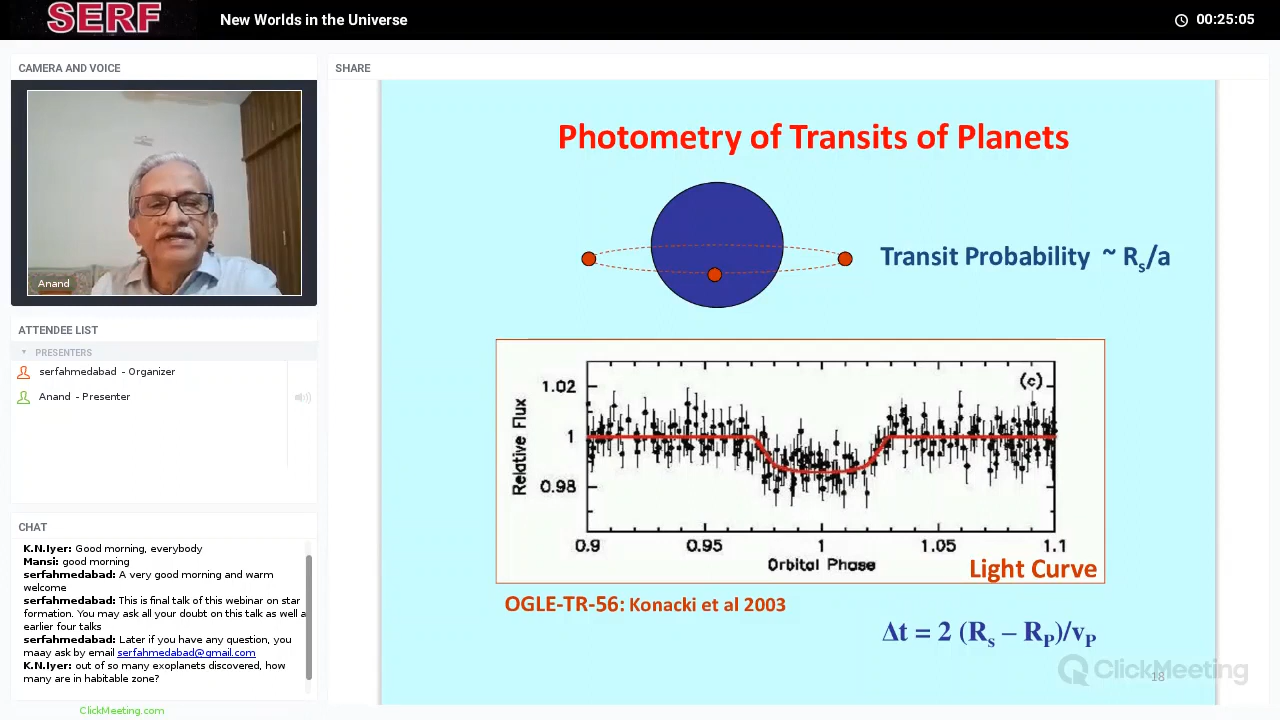 SERF
New Worlds in the Universe
00:25:05
CAMERA AND VOICE
SHARE
Anand
ATTENDEE LIST
PRESENTERS
serfahmedabad - Organizer
Anand - Presenter
CHAT
K.N.Iyer: Good morning, everybody
Mansi: good morning
serfahmedabad: A very good morning and warm
welcome
serfahmedabad: This is final talk of this webinar on star
formation. You may ask all your doubt on this talk as well a
earlier four talks
serfahmedabad: Later if you have any question, you
maay ask by email serfahmedabad@gmail.com
K.N.Iyer: out of so many exoplanets discovered, how
many are in habitable zone?
ClickMeeting.com
Photometry of Transits of Planets
Transit Probability ~ Rs/a
(c)
Relative Flux
1.02
1
0.98
0.9 0.95 1 1.05 1.1
Orbital Phase
Light Curve
OGLE-TR-56: Konacki et al 2003
Δt = 2 (Rs – RP)/vP
ClickMeeting
18